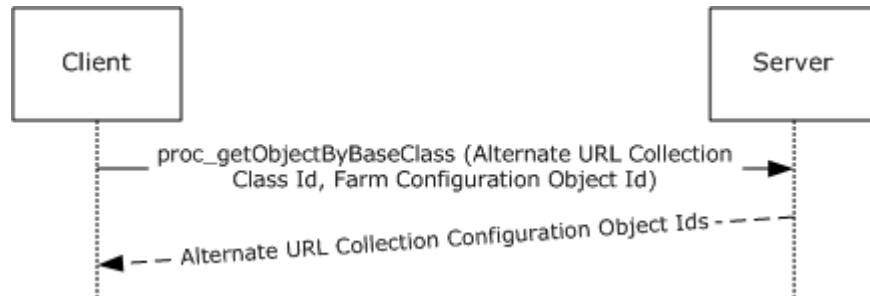 Client
Server
proc_getObjectByBaseClass (Alternate URL Collection
Class Id, Farm Configuration Object Id)
Alternate URL Collection Configuration Object Ids